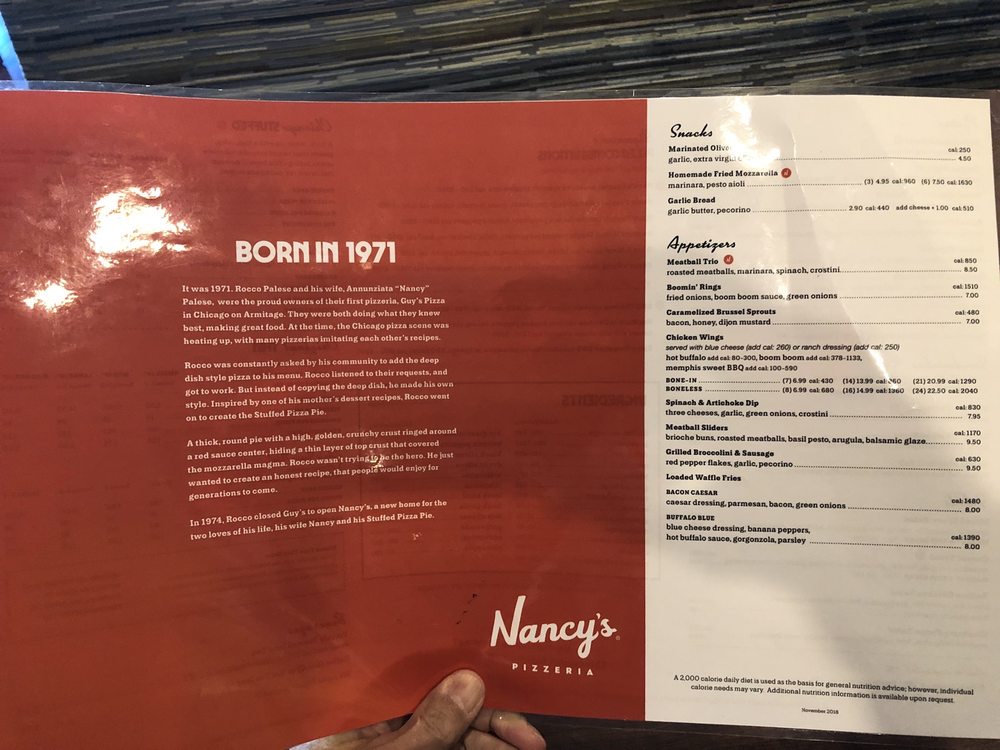 BORN IN 1971
It was 1971. Rocco Palese and his wife, Annunziata "Nancy"
Palese, were the proud owners of their first pizzeria, Guy's Pizza
in Chicago on Armitage. They were both doing what they knew
best, making great food. At the time, the Chicago pizza scene was
heating up, with many pizzerias imitating each other's recipes.
Rocco was constantly asked by his community to add the deep
dish style pizza to his menu. Rocco listened to their requests, and
got to work. But instead of copying the deep dish, he made his own
style. Inspired by one of his mother's dessert recipes, Rocco went
on to create the Stuffed Pizza Pie.
A thick, round pie with a high, golden, crunchy crust ringed around
a red sauce center, hiding a thin layer of top crust that covered
the mozzarella magma. Rocco wasn't trying to be the hero. He just
wanted to create an honest recipe, that people would enjoy for
generations to come.
In 1974, Rocco closed Guy's to open Nancy's, a new home for the
two loves of his life, his wife Nancy and his Stuffed Pizza Pie.
Nancy's®
PIZZERIA
Snacks
Marinated cal: 250
garlic, extra virgin 4.50
Homemade Fried Mozzarella
marinara, pesto aioli (3) 4.95 cal: 960 (6) 7.50 cal: 1630
Garlic Bread
garlic butter, pecorino 2.90 cal: 440 add cheese + 1.00 cal: 510
Appetizers
Meatball Trio cal: 850
roasted meatballs, marinara, spinach, crostini 8.50
Boomin' Rings cal: 1510
fried onions, boom boom sauce, green onions 7.00
Caramelized Brussel Sprouts cal: 480
bacon, honey, dijon mustard 7.00
Chicken Wings
served with blue cheese (add cal: 260) or ranch dressing (add cal: 250)
hot buffalo add cal: 80-300, boom boom add cal: 378-1133,
memphis sweet BBQ add cal: 100-590
BONE-IN (7) 6.99 cal: 430 (14) 13.99 cal: 860 (21) 20.99 cal: 1290
BONELESS (8) 6.99 cal: 680 (16) 14.99 cal: 1360 (24) 22.50 cal: 2040
Spinach & Artichoke Dip cal: 830
three cheeses, garlic, green onions, crostini 7.95
Meatball Sliders cal: 1170
brioche buns, roasted meatballs, basil pesto, arugula, balsamic glaze 9.50
Grilled Broccolini & Sausage cal: 630
red pepper flakes, garlic, pecorino 9.50
Loaded Waffle Fries
BACON CAESAR cal: 1480
caesar dressing, parmesan, bacon, green onions 8.00
BUFFALO BLUE
blue cheese dressing, banana peppers, cal: 1390
hot buffalo sauce, gorgonzola, parsley 8.00
A 2,000 calorie daily diet is used as the basis for general nutrition advice; however, individual
calorie needs may vary. Additional nutrition information is available upon request.
November 2018